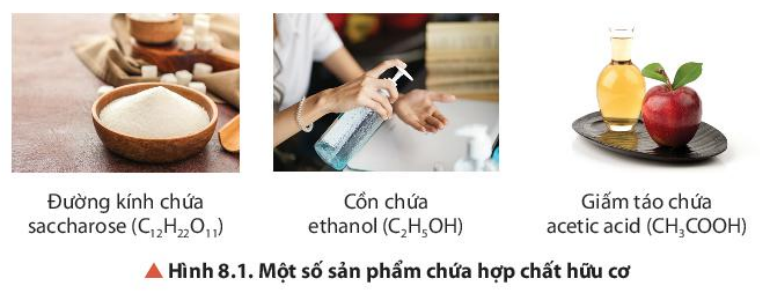 Đường kính chứa
saccharose (C₁₂H₂₂O₁₁)
Cồn chứa
ethanol (C₂H₅OH)
Giấm táo chứa
acetic acid (CH₃COOH)
▲ Hình 8.1. Một số sản phẩm chứa hợp chất hữu cơ